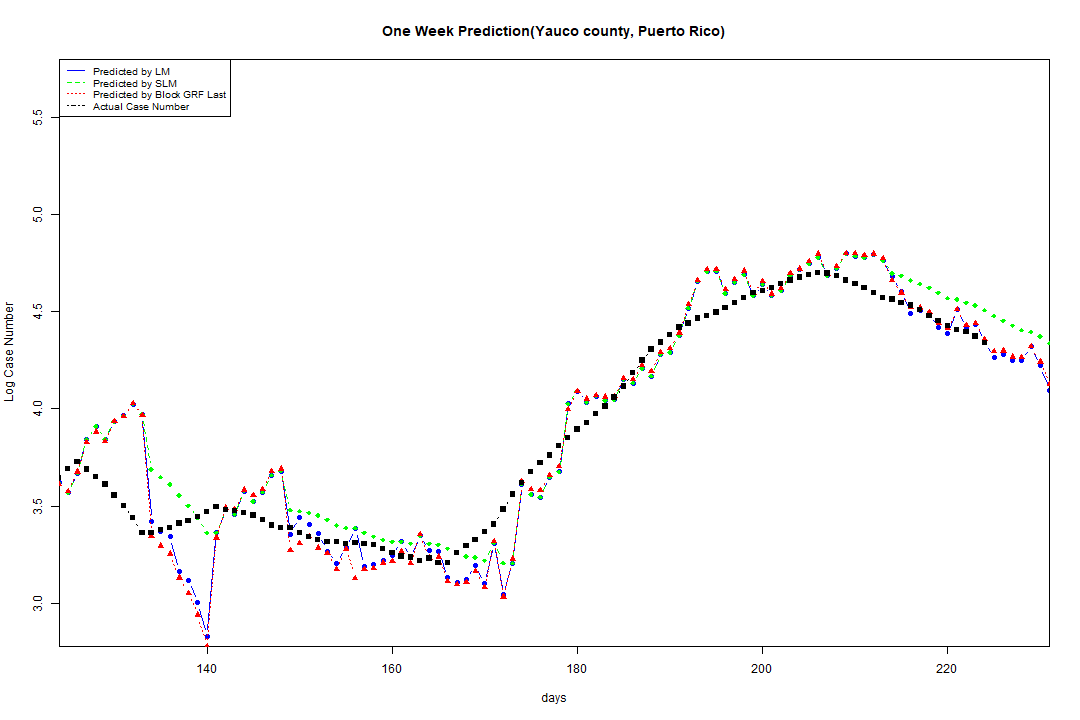 One Week Prediction(Yauco county, Puerto Rico)
Predicted by LM
Predicted by SLM
Predicted by Block GRF Last
Actual Case Number
5.5
5.0
4.5
4.0
3.5
3.0
Log Case Number
140 160 180 200 220
days